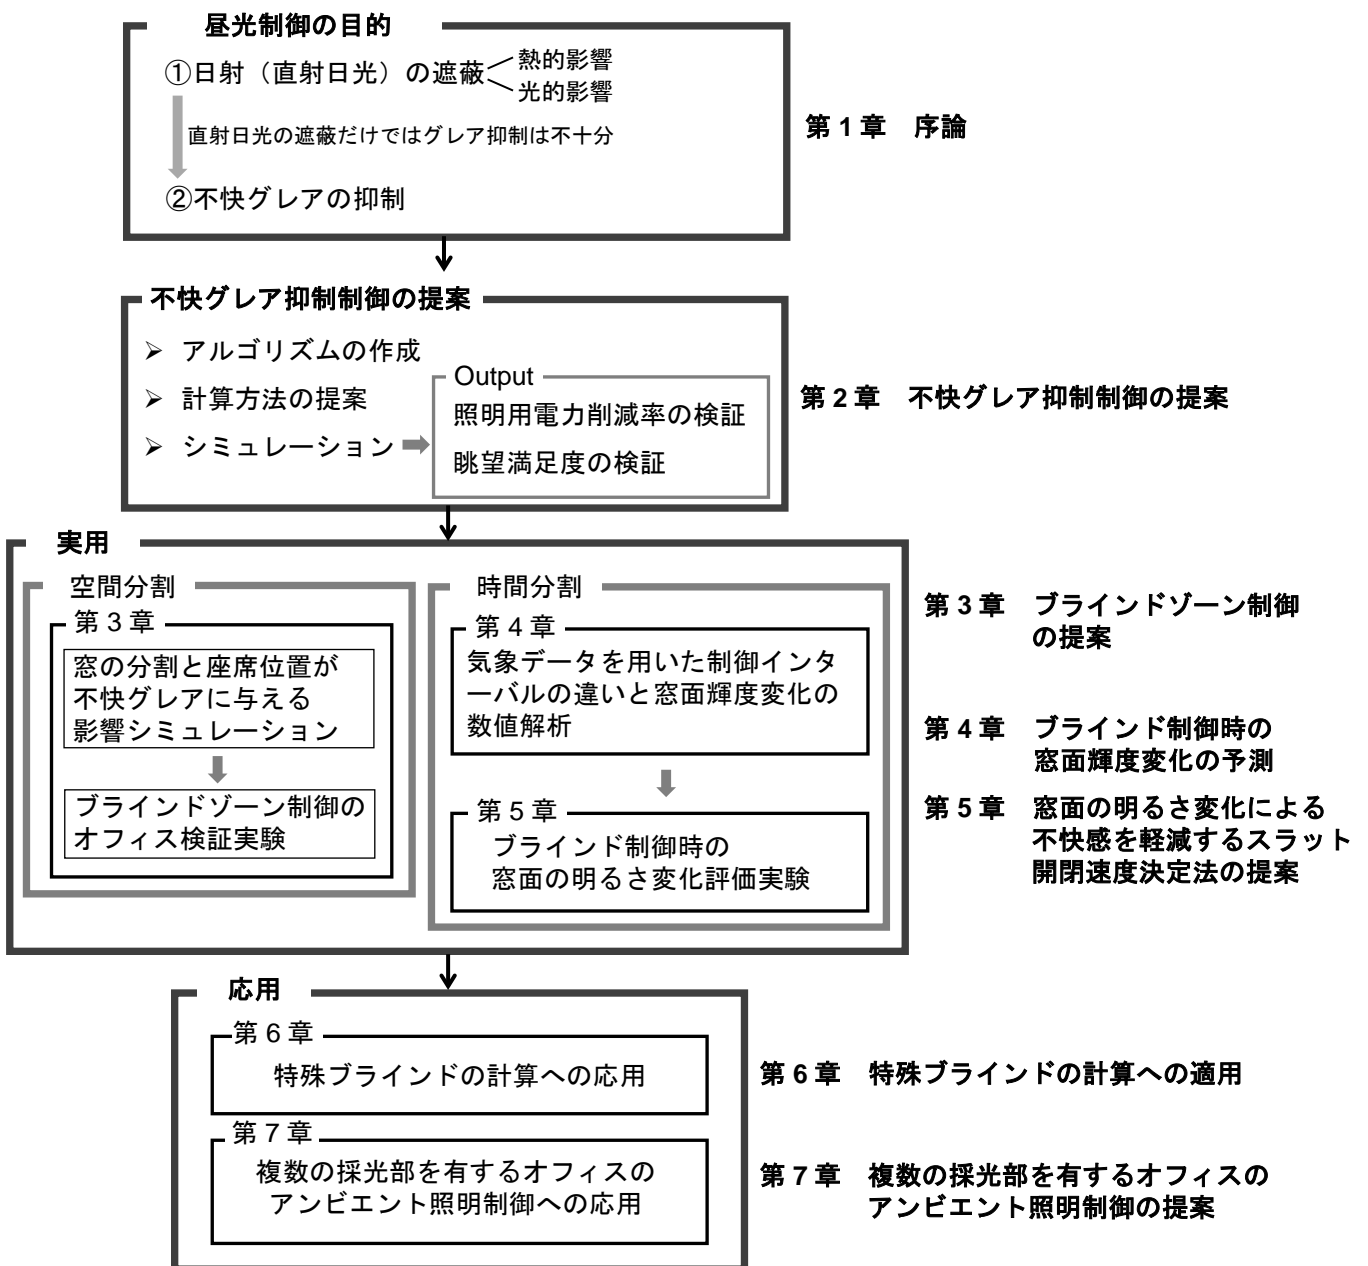 昼光制御の目的
①日射（直射日光）の遮蔽
熱的影響
光的影響
直射日光の遮蔽だけではグレア抑制は不十分
②不快グレアの抑制
第1章　序論
不快グレア抑制制御の提案
➢ アルゴリズムの作成
➢ 計算方法の提案
➢ シミュレーション
Output
照明用電力削減率の検証
眺望満足度の検証
第2章　不快グレア抑制制御の提案
実用
空間分割
第3章
窓の分割と座席位置が
不快グレアに与える
影響シミュレーション
ブラインドゾーン制御の
オフィス検証実験
時間分割
第4章
気象データを用いた制御インタ
ーバルの違いと窓面輝度変化の
数値解析
第5章
ブラインド制御時の
窓面の明るさ変化評価実験
第3章　ブラインドゾーン制御
の提案
第4章　ブラインド制御時の
窓面輝度変化の予測
第5章　窓面の明るさ変化による
不快感を軽減するスラット
開閉速度決定法の提案
応用
第6章
特殊ブラインドの計算への応用
第7章
複数の採光部を有するオフィスの
アンビエント照明制御への応用
第6章　特殊ブラインドの計算への適用
第7章　複数の採光部を有するオフィスの
アンビエント照明制御の提案